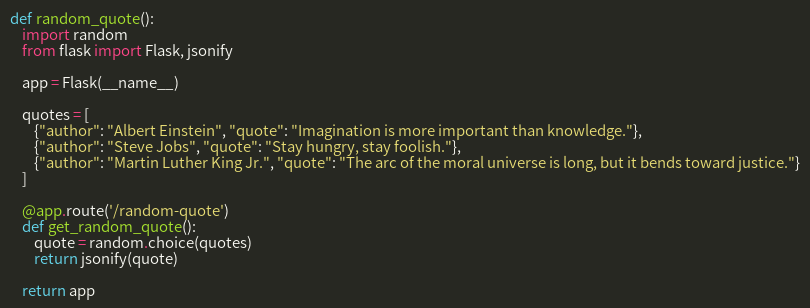 def random_quote():
    import random
    from flask import Flask, jsonify

    app = Flask(__name__)

    quotes = [
        {"author": "Albert Einstein", "quote": "Imagination is more important than knowledge."},
        {"author": "Steve Jobs", "quote": "Stay hungry, stay foolish."},
        {"author": "Martin Luther King Jr.", "quote": "The arc of the moral universe is long, but it bends toward justice."}
    ]

    @app.route('/random-quote')
    def get_random_quote():
        quote = random.choice(quotes)
        return jsonify(quote)

    return app